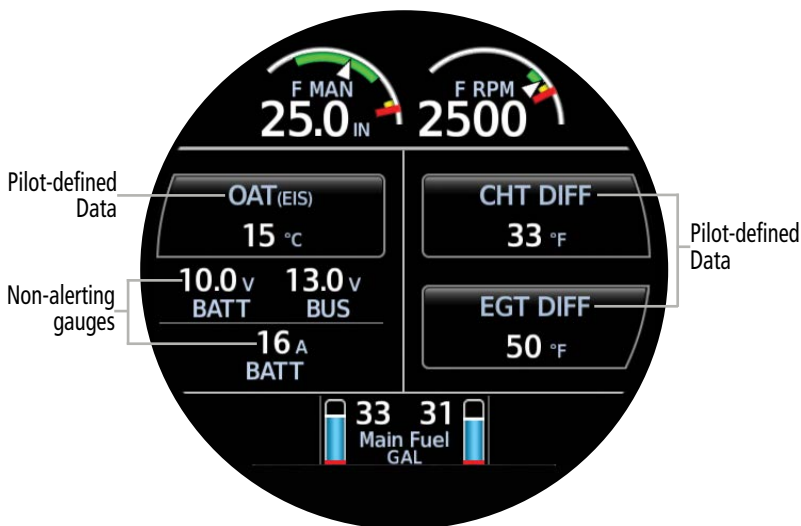 F MAN
25.0 IN
F RPM
2500
Pilot-defined
Data
OAT(EIS)
15 °C
CHT DIFF
33 °F
Pilot-defined
Data
Non-alerting
gauges
10.0 V 13.0 V
BATT BUS
16 A
BATT
EGT DIFF
50 °F
33 31
Main Fuel
GAL